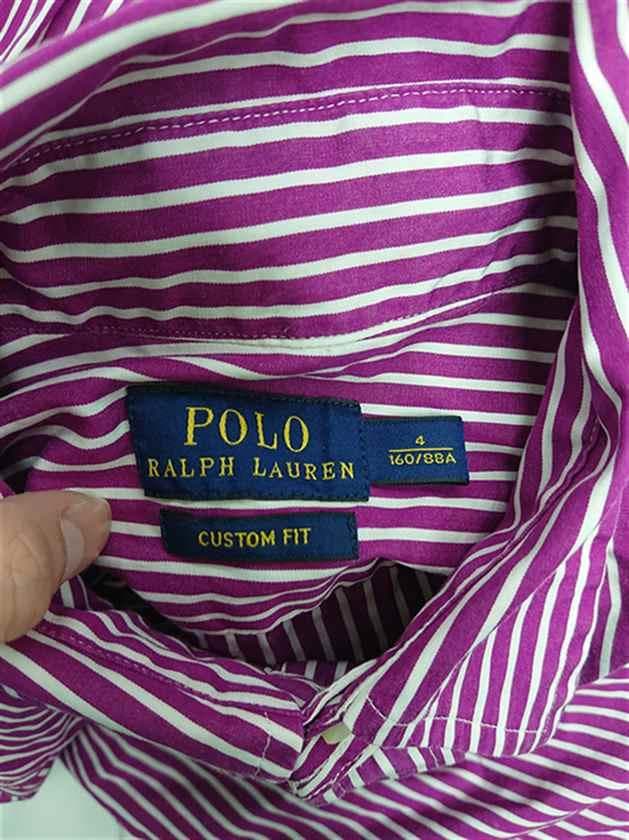 POLO
RALPH LAUREN
4
160/88A
CUSTOM FIT